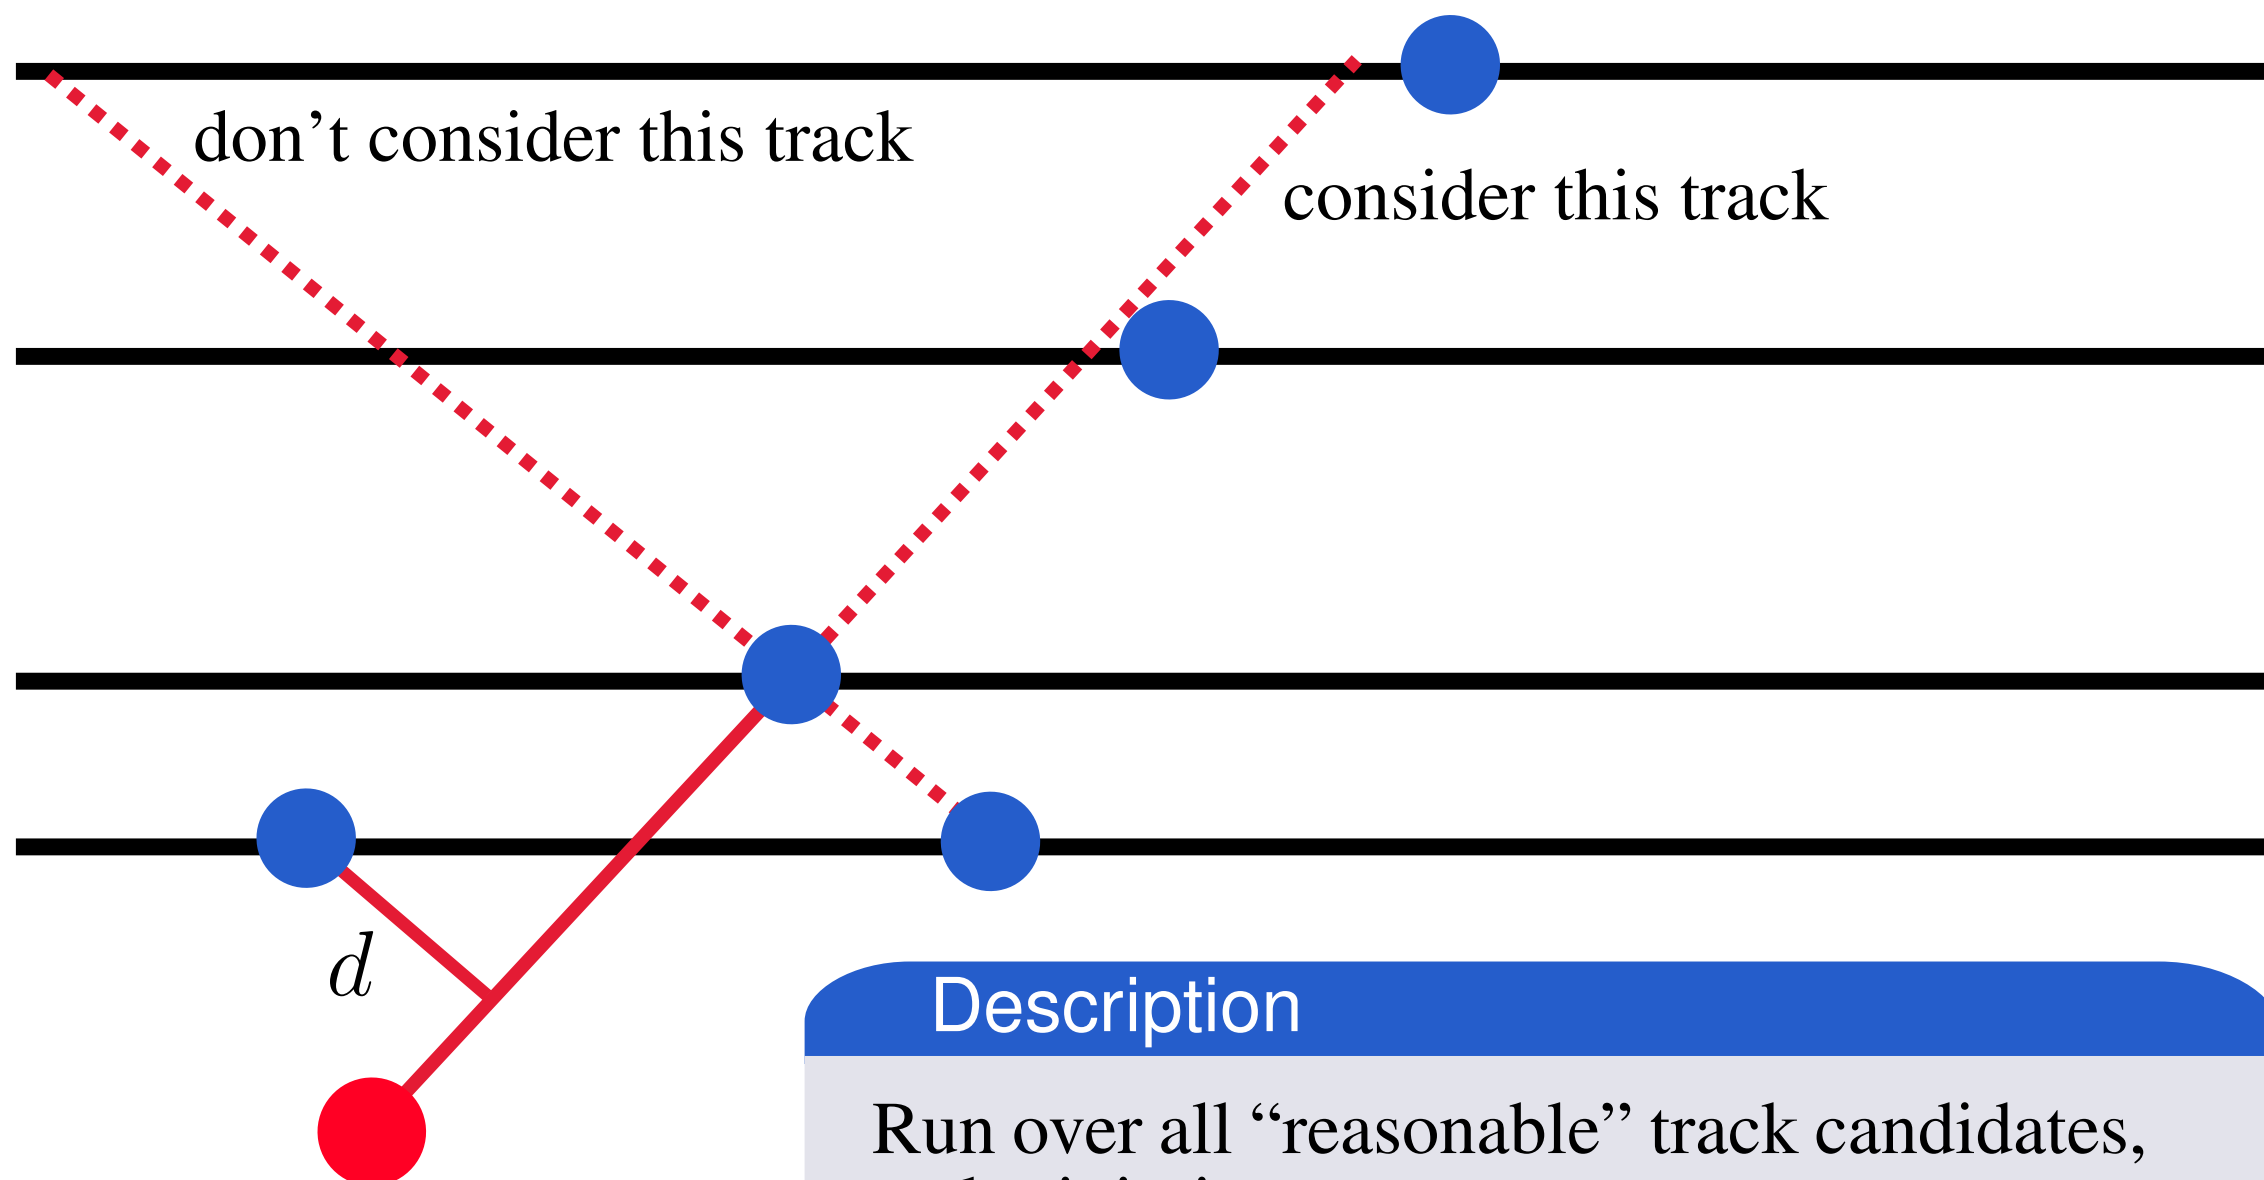 don’t consider this track
consider this track
d
Description
Run over all “reasonable” track candidates,